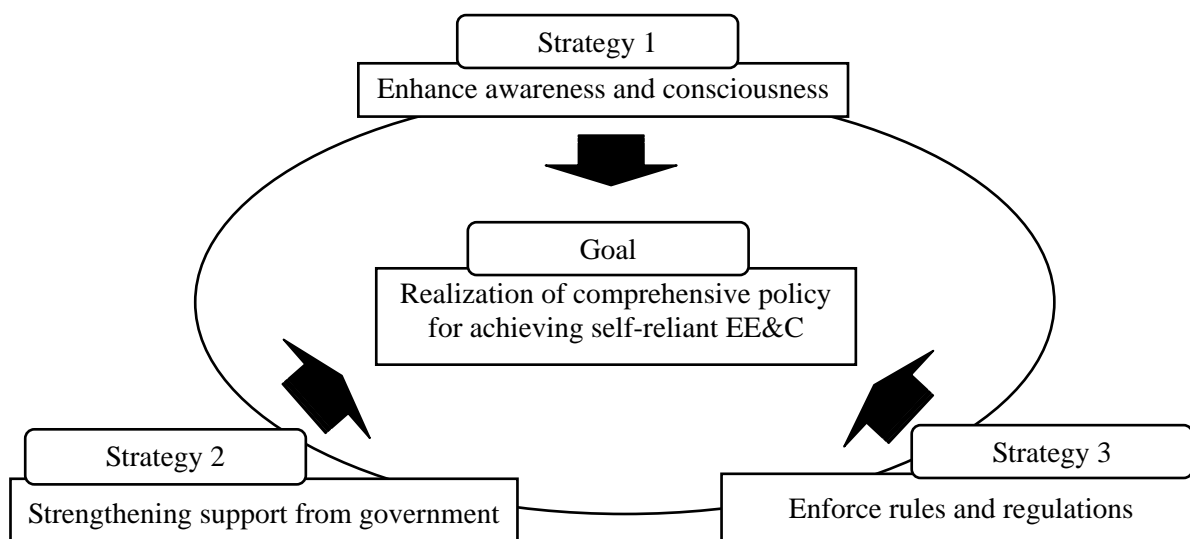 Strategy 1
Enhance awareness and consciousness
Goal
Realization of comprehensive policy
for achieving self-reliant EE&C
Strategy 2
Strengthening support from government
Strategy 3
Enforce rules and regulations